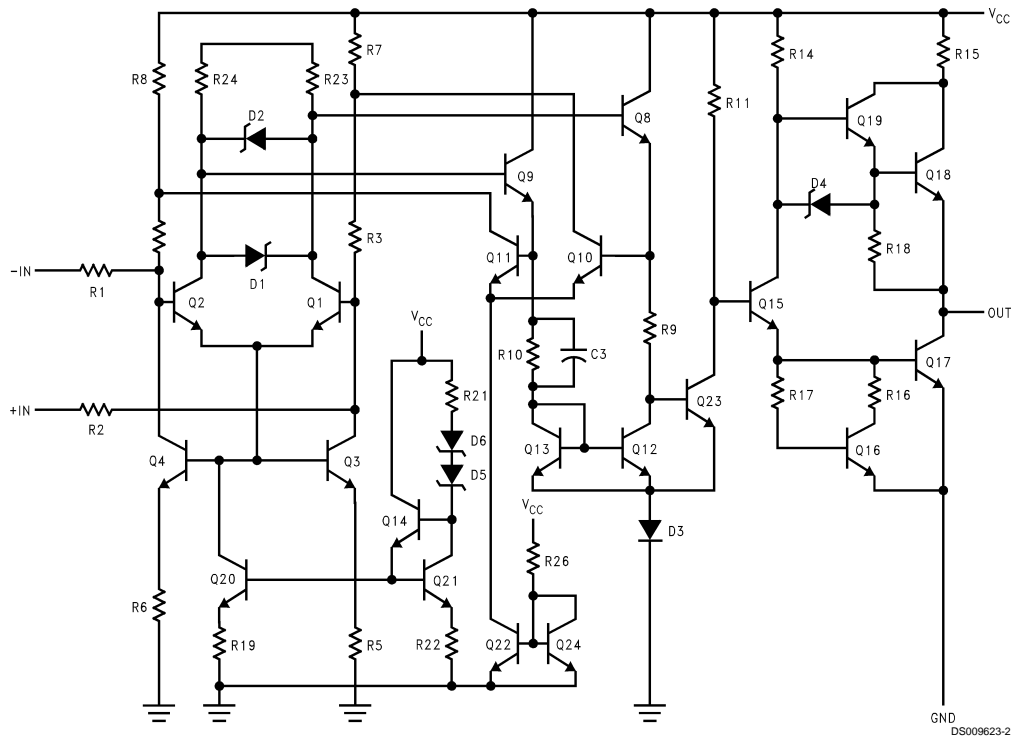 VCC
R7
R14
R15
R8
R24
R23
R11
D2
Q8
Q19
Q9
Q18
D4
R3
Q11
Q10
R18
-IN
R1
Q2
D1
Q1
Q15
OUT
VCC
R9
R10
C3
Q17
R21
R17
R16
+IN
R2
Q23
D6
Q4
Q3
D5
Q13
Q12
Q16
VCC
Q14
D3
R26
Q20
Q21
R6
R19
R5
R22
Q22
Q24
GND
DS009623-2